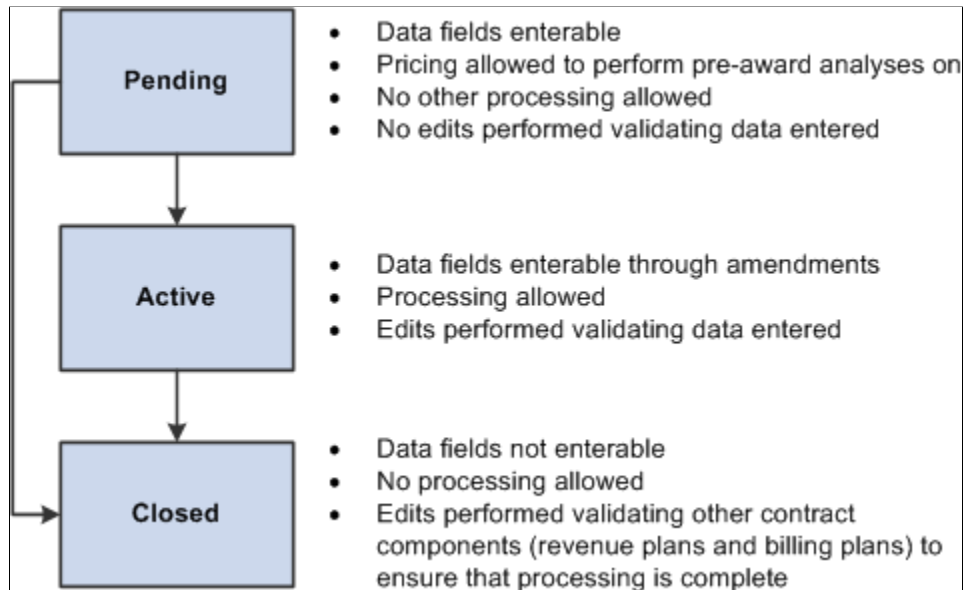 Pending
• Data fields enterable
• Pricing allowed to perform pre-award analyses on
• No other processing allowed
• No edits performed validating data entered
Active
• Data fields enterable through amendments
• Processing allowed
• Edits performed validating data entered
Closed
• Data fields not enterable
• No processing allowed
• Edits performed validating other contract
components (revenue plans and billing plans) to
ensure that processing is complete